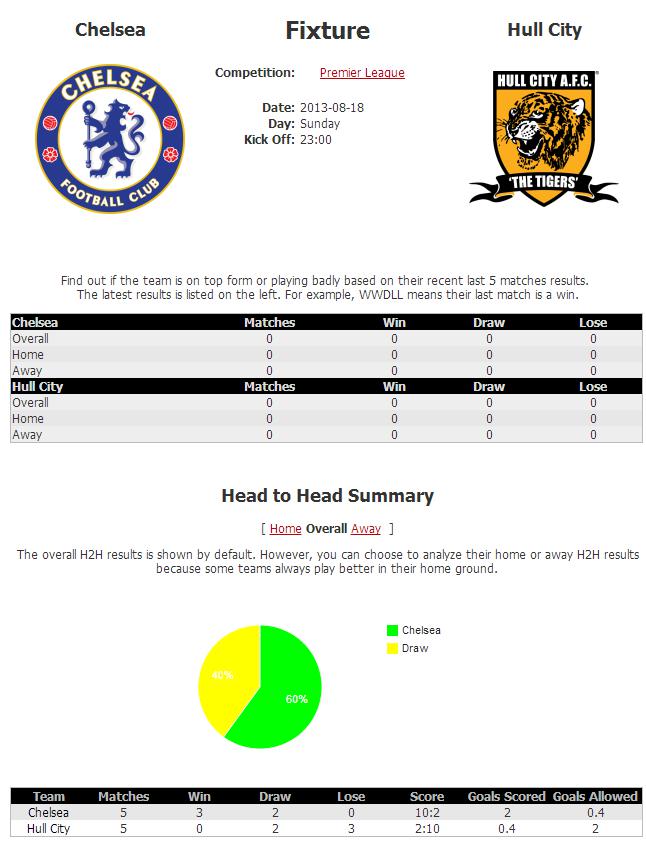 Chelsea Fixture Hull City
Competition: Premier League
CHELSEA
FOOTBALL CLUB
HULL CITY A.F.C.
'THE TIGERS'
Date: 2013-08-18
Day: Sunday
Kick Off: 23:00
Find out if the team is on top form or playing badly based on their recent last 5 matches results.
The latest results is listed on the left. For example, WWDLL means their last match is a win.
Chelsea Matches Win Draw Lose
Overall 0 0 0 0
Home 0 0 0 0
Away 0 0 0 0
Hull City Matches Win Draw Lose
Overall 0 0 0 0
Home 0 0 0 0
Away 0 0 0 0
Head to Head Summary
[ Home Overall Away ]
The overall H2H results is shown by default. However, you can choose to analyze their home or away H2H results
because some teams always play better in their home ground.
Chelsea
Draw
40%
60%
Team Matches Win Draw Lose Score Goals Scored Goals Allowed
Chelsea 5 3 2 0 10:2 2 0.4
Hull City 5 0 2 3 2:10 0.4 2